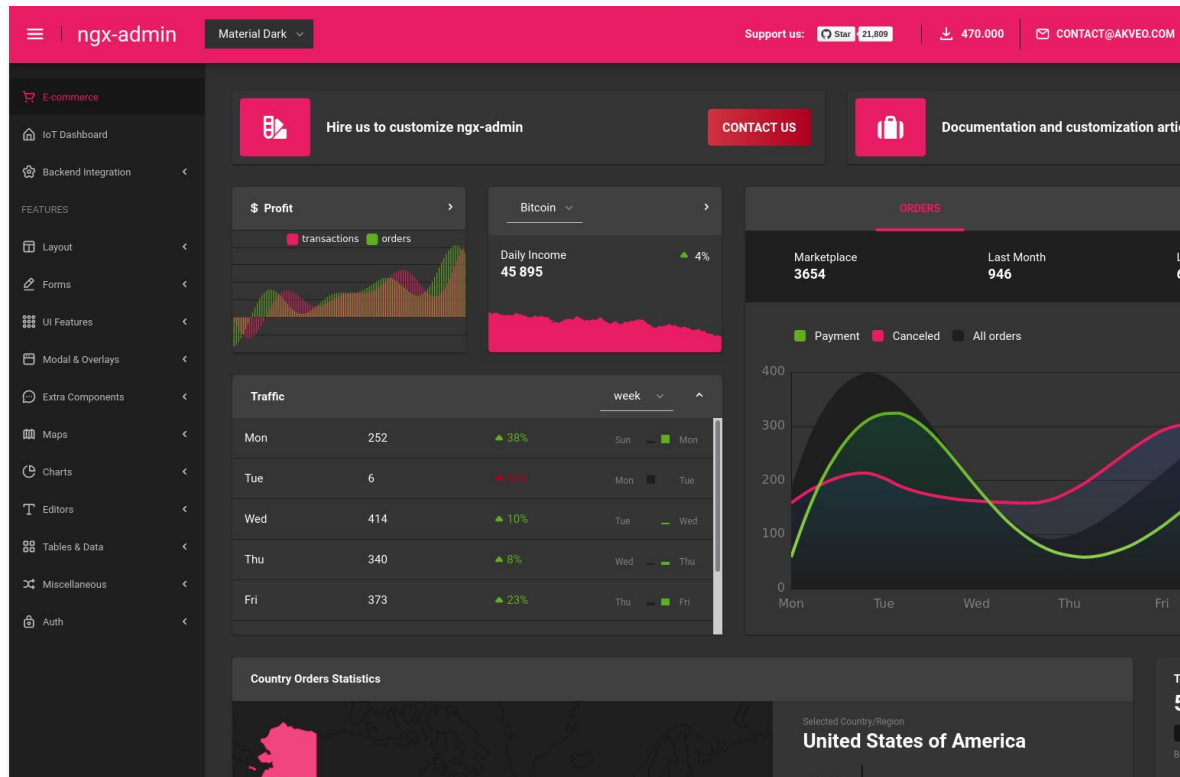 ngx-admin
Material Dark
Support us:
Star 21,809
470.000
CONTACT@AKVEO.COM
E-commerce
IoT Dashboard
Backend Integration
FEATURES
Layout
Forms
UI Features
Modal & Overlays
Extra Components
Maps
Charts
Editors
Tables & Data
Miscellaneous
Auth
Hire us to customize ngx-admin
CONTACT US
Documentation and customization
$ Profit
transactions orders
Bitcoin
Daily Income
45 895
4%
ORDERS
Marketplace
3654
Last Month
946
Payment Canceled All orders
400
300
200
100
0
Mon Tue Wed Thu Fri
Traffic
week
Mon 252 38% Sun Mon
Tue 6 Mon Tue
Wed 414 10% Tue Wed
Thu 340 8% Wed Thu
Fri 373 23% Thu Fri
Country Orders Statistics
Selected Country/Region
United States of America